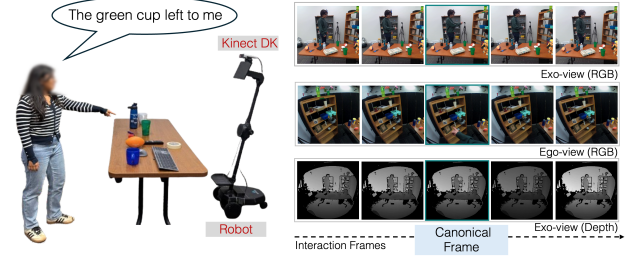 The green cup left to me
Kinect DK
Robot
Exo-view (RGB)
Ego-view (RGB)
Exo-view (Depth)
Interaction Frames
Canonical
Frame